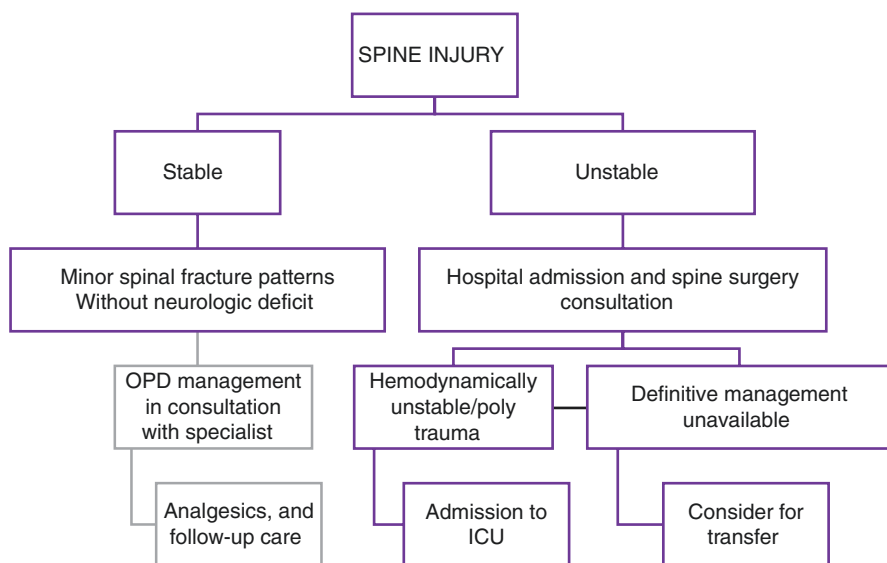 SPINE INJURY
Stable
Unstable
Minor spinal fracture patterns
Without neurologic deficit
Hospital admission and spine surgery
consultation
OPD management
in consultation
with specialist
Hemodynamically
unstable/poly
trauma
Definitive management
unavailable
Analgesics, and
follow-up care
Admission to
ICU
Consider for
transfer